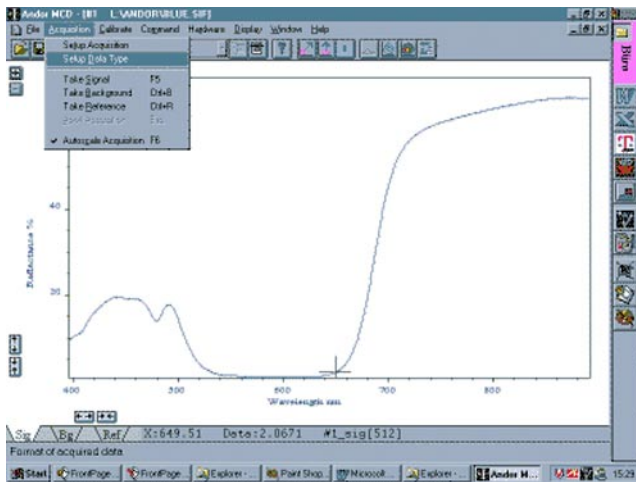 Andor MCD - [#1 L:\ANDOR\BLUE.SIF]
File Acquisition Calibrate Command Hardware Display Window Help
Setup Acquisition
Setup Data Type
Take Signal F5
Take Background Ctrl+B
Take Reference Ctrl+R
Autoscale Acquisition F6
Bijra
40
20
Reflectance %
400 500 600 700 800
Wavelength nm
Sig Bg Ref X:649.51 Data:2.0671 #1_sig[512]
Format of acquired data
Start FrontPage... FrontPage... Explorer - ... Paint Shop... Microsoft... Explorer - ... Andor M... 15:29